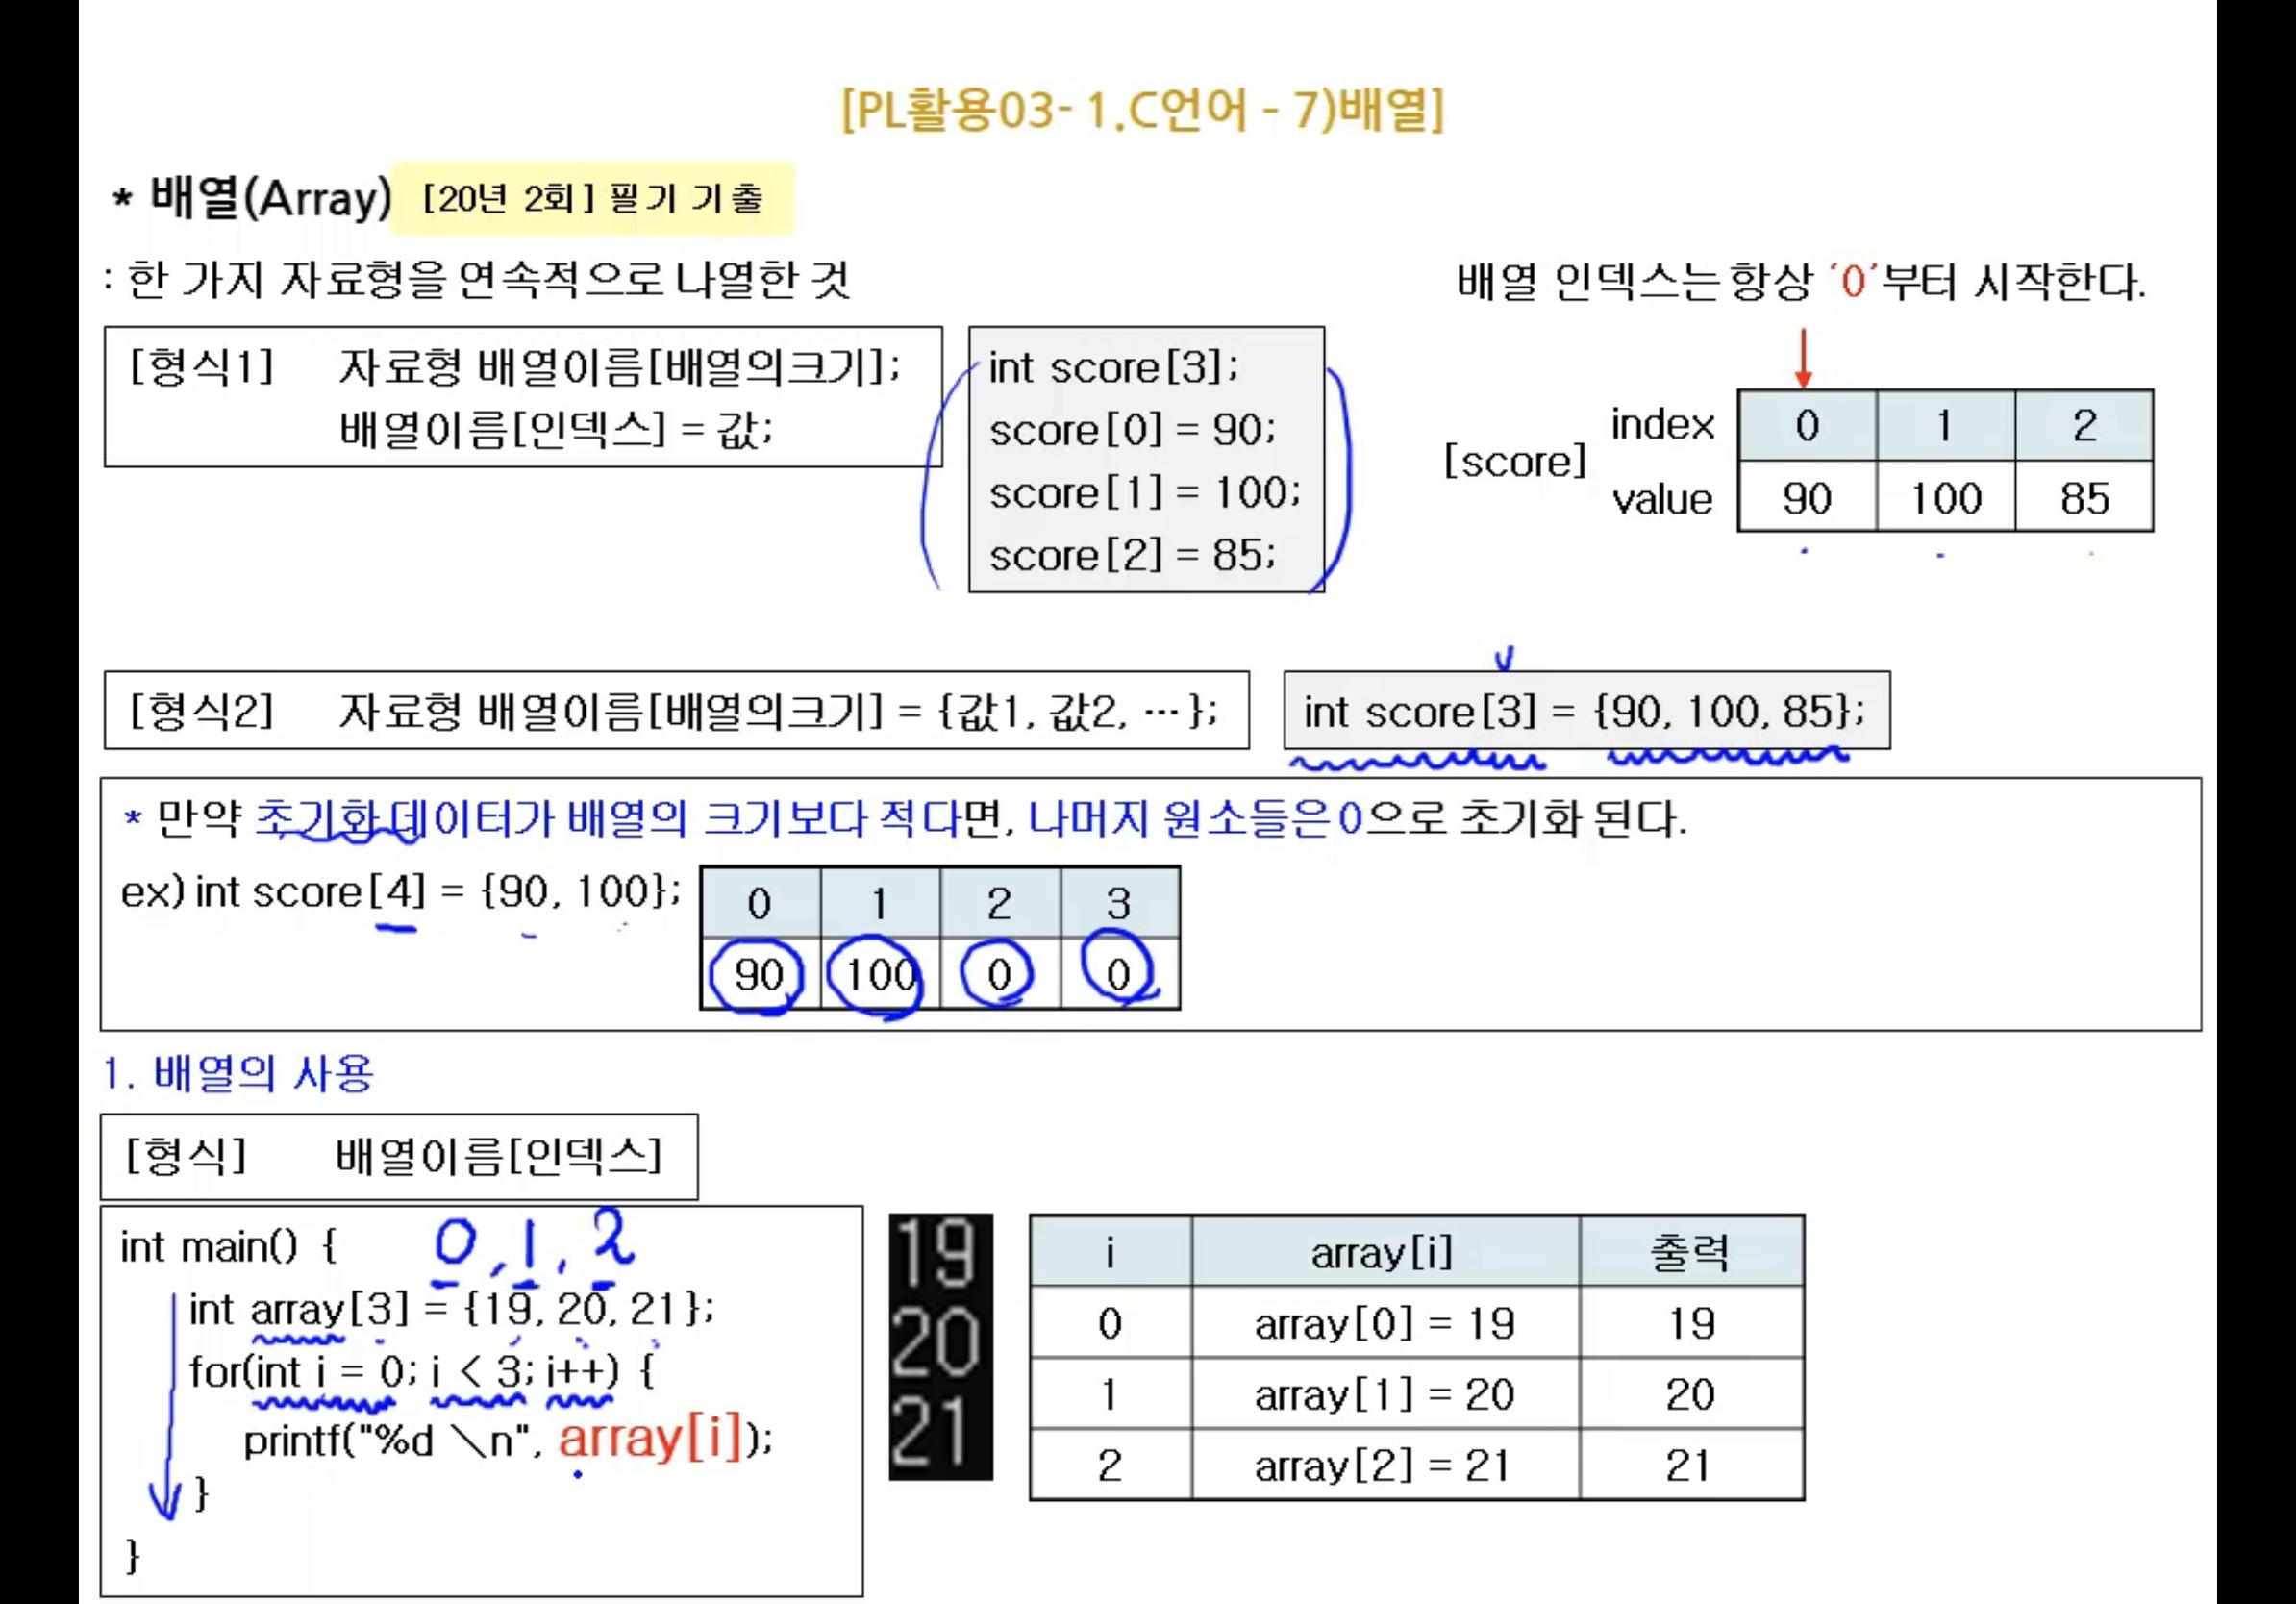 [PL활용03- 1.C언어 - 7)배열]
* 배열(Array) [20년 2회] 필기 기출
: 한 가지 자료형을 연속적으로 나열한 것
배열 인덱스는 항상 ‘0’부터 시작한다.
[형식1] 자료형 배열이름[배열의크기];
배열이름[인덱스] = 값;
int score[3];
score[0] = 90;
score[1] = 100;
score[2] = 85;
[score]
index 0 1 2
value 90 100 85
[형식2] 자료형 배열이름[배열의크기] = {값1, 값2, ···};
int score[3] = {90, 100, 85};
* 만약 초기화 데이터가 배열의 크기보다 적다면, 나머지 원소들은 0으로 초기화 된다.
ex) int score[4] = {90, 100};
0 1 2 3
90 100 0 0
1. 배열의 사용
[형식] 배열이름[인덱스]
int main() {
0, 1, 2
int array[3] = {19, 20, 21};
for(int i = 0; i < 3; i++) {
printf("%d \n", array[i]);
}
}
19
20
21
i array[i] 출력
0 array[0] = 19 19
1 array[1] = 20 20
2 array[2] = 21 21